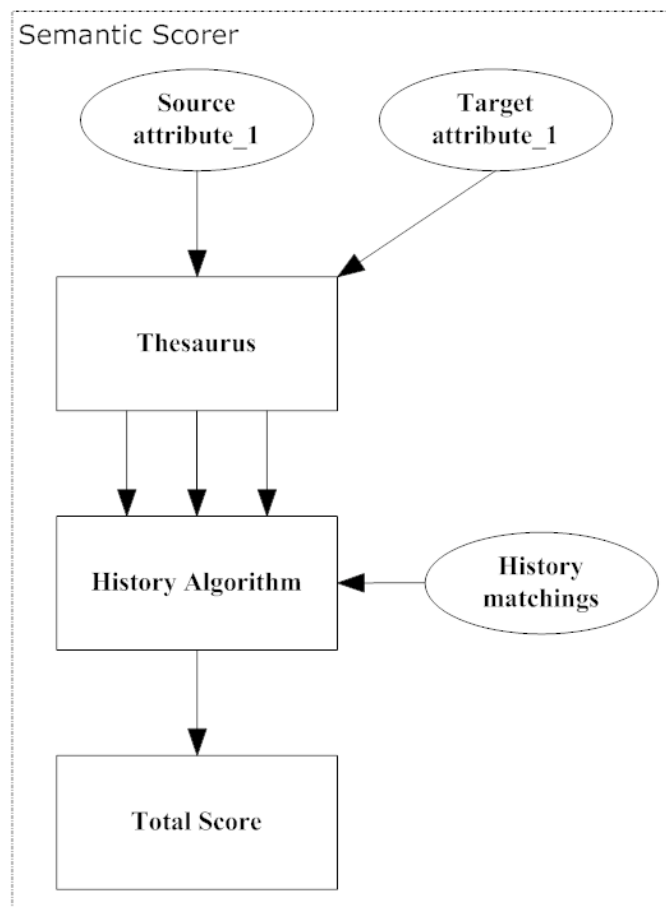 Semantic Scorer
Source
attribute_1
Target
attribute_1
Thesaurus
History Algorithm
History
matchings
Total Score